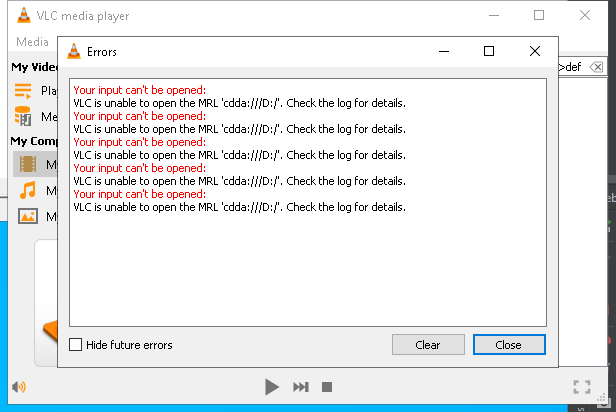 VLC media player
Media
Errors
My Video
>def
Your input can't be opened:
VLC is unable to open the MRL 'cdda:///D:/'. Check the log for details.
Your input can't be opened:
VLC is unable to open the MRL 'cdda:///D:/'. Check the log for details.
Your input can't be opened:
VLC is unable to open the MRL 'cdda:///D:/'. Check the log for details.
Your input can't be opened:
VLC is unable to open the MRL 'cdda:///D:/'. Check the log for details.
Your input can't be opened:
VLC is unable to open the MRL 'cdda:///D:/'. Check the log for details.
Play
Me
My Comp
My
My
My
Hide future errors
Clear
Close